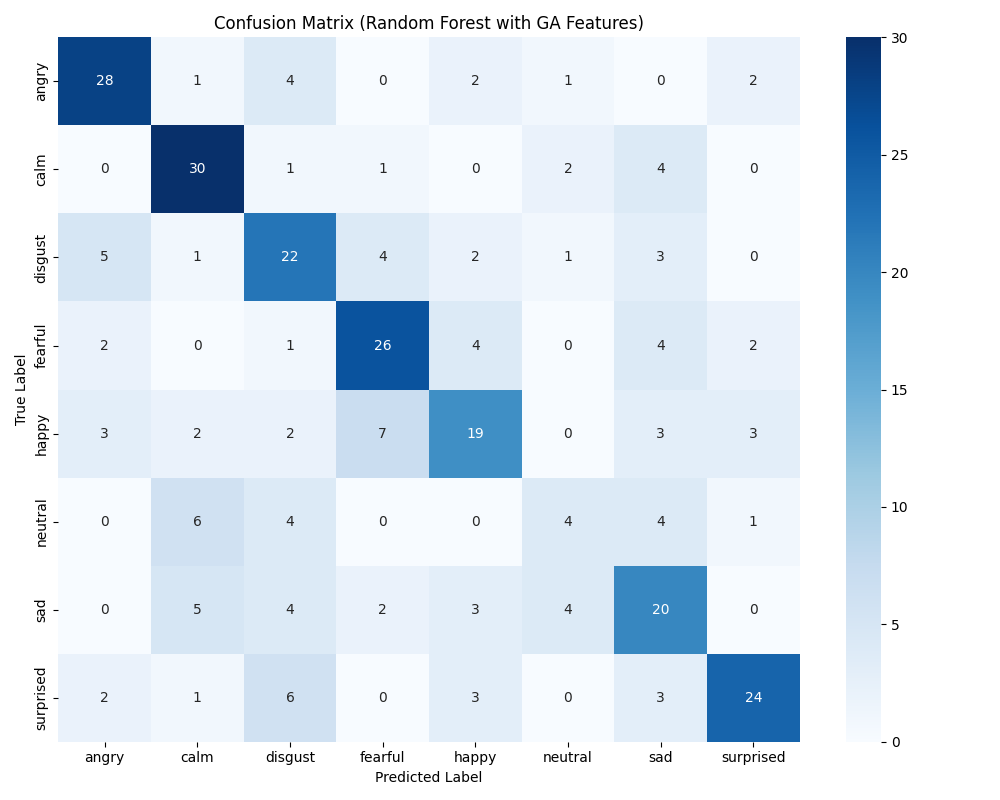 Confusion Matrix (Random Forest with GA Features)
angry 28 1 4 0 2 1 0 2
calm 0 30 1 1 0 2 4 0
disgust 5 1 22 4 2 1 3 0
fearful 2 0 1 26 4 0 4 2
happy 3 2 2 7 19 0 3 3
neutral 0 6 4 0 0 4 4 1
sad 0 5 4 2 3 4 20 0
surprised 2 1 6 0 3 0 3 24
angry calm disgust fearful happy neutral sad surprised
True Label
Predicted Label
30
25
20
15
10
5
0